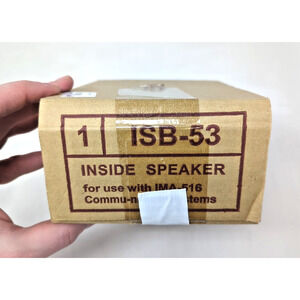 1 ISB-53
INSIDE SPEAKER
for use with IMA-516